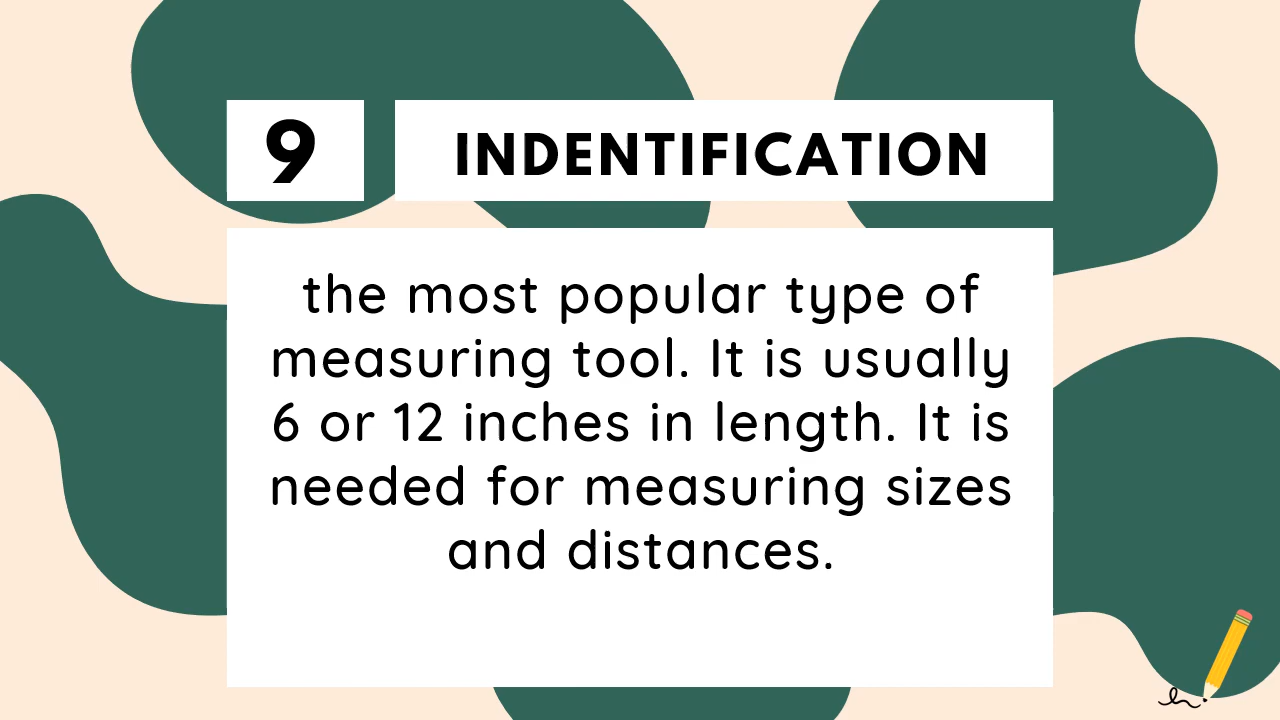 9 INDENTIFICATION
the most popular type of
measuring tool. It is usually
6 or 12 inches in length. It is
needed for measuring sizes
and distances.